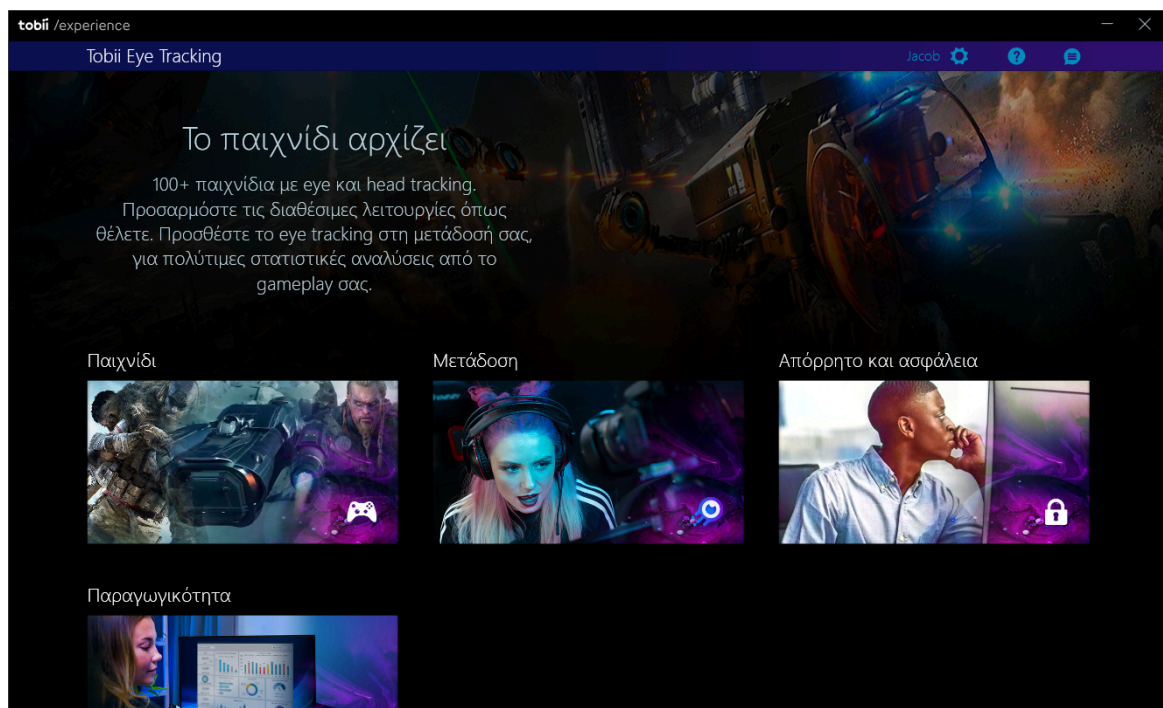 tobii /experience
Tobii Eye Tracking
Jacob
Το παιχνίδι αρχίζει
100+ παιχνίδια με eye και head tracking.
Προσαρμόστε τις διαθέσιμες λειτουργίες όπως
θέλετε. Προσθέστε το eye tracking στη μετάδοσή σας,
για πολύτιμες στατιστικές αναλύσεις από το
gameplay σας.
Παιχνίδι
Μετάδοση
Απόρρητο και ασφάλεια
Παραγωγικότητα